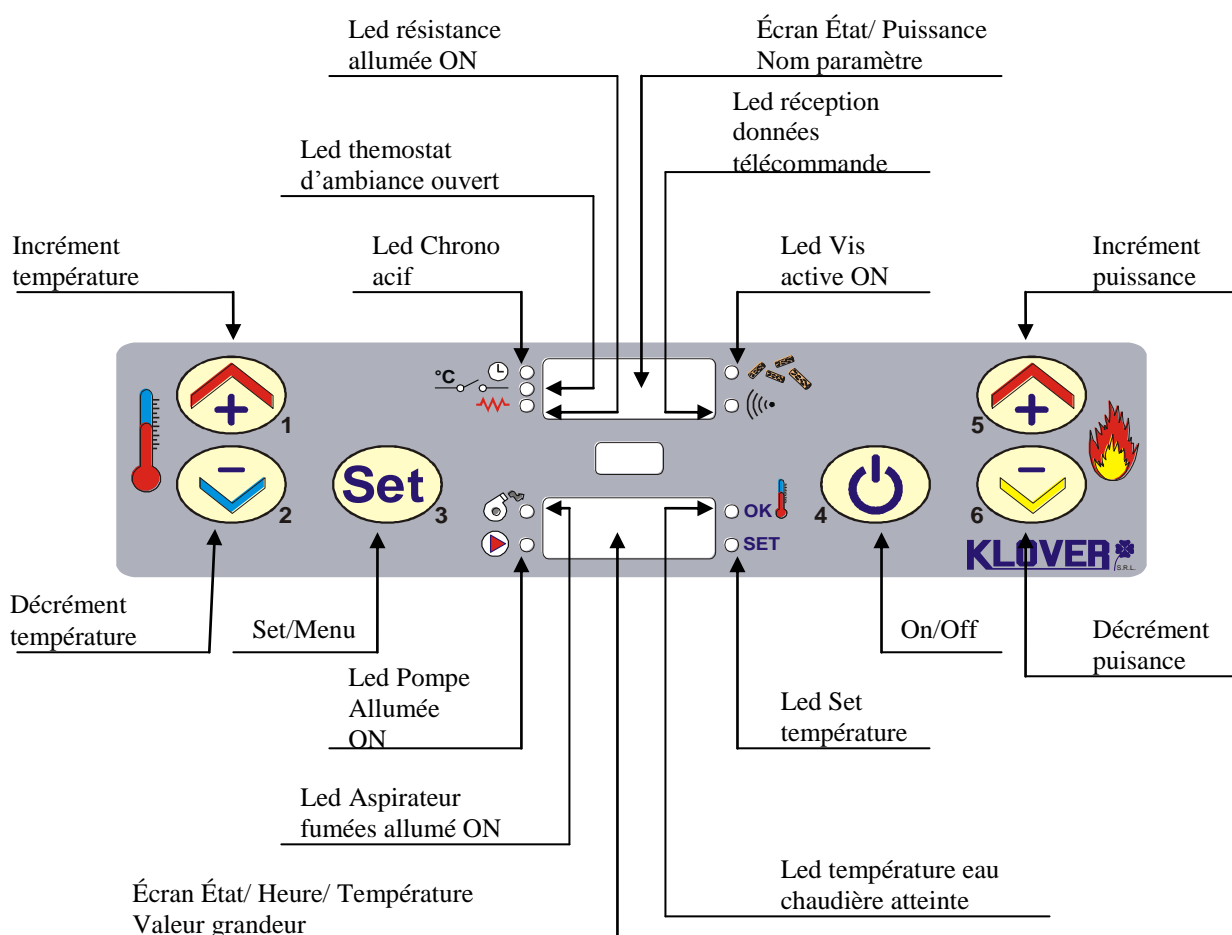 Led résistance
allumée ON
Écran État/ Puissance
Nom paramètre
Led réception
données
télécommande
Led themostat
d’ambiance ouvert
Incrément
température
Led Chrono
acif
Led Vis
active ON
Incrément
puissance
°C
+
1
-
2
Set
3
OK
SET
4
+
5
-
6
KLOVER
S.R.L.
Décrément
température
Set/Menu
On/Off
Décrément
puisance
Led Pompe
Allumée
ON
Led Set
température
Led Aspirateur
fumées allumé ON
Led température eau
chaudière atteinte
Écran État/ Heure/ Température
Valeur grandeur